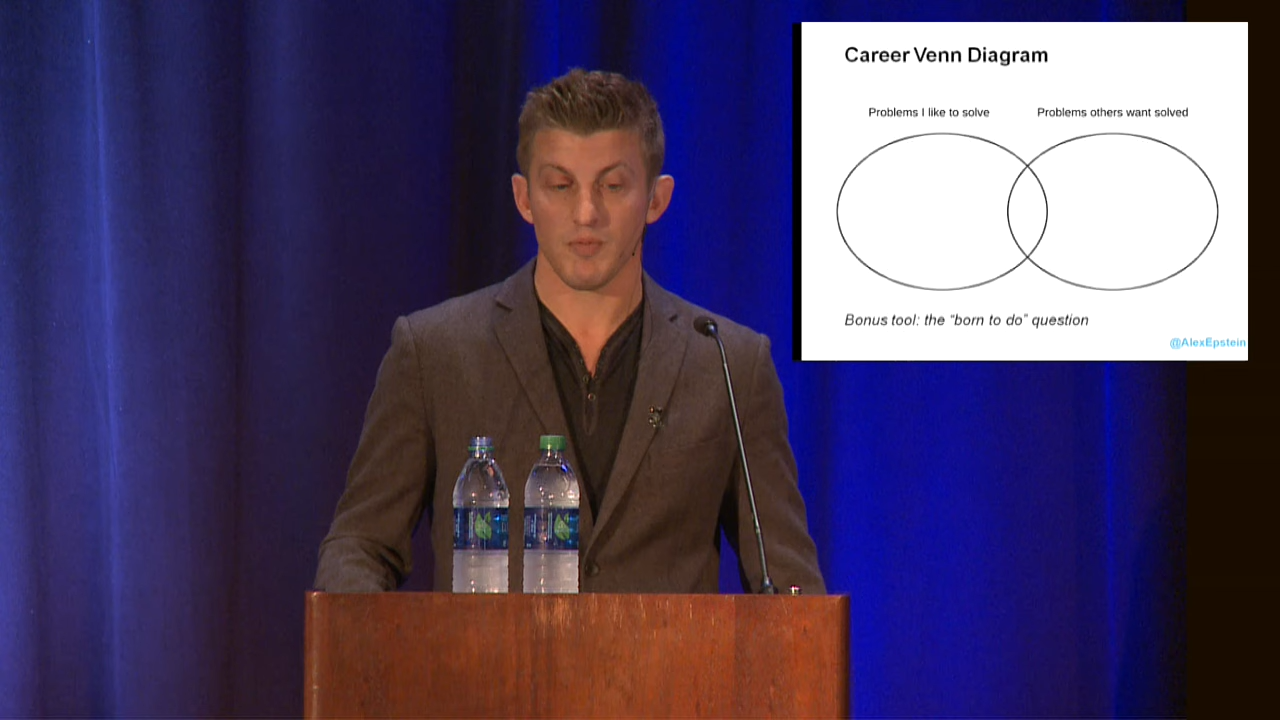 Career Venn Diagram
Problems I like to solve
Problems others want solved
Bonus tool: the “born to do” question
@AlexEpstein